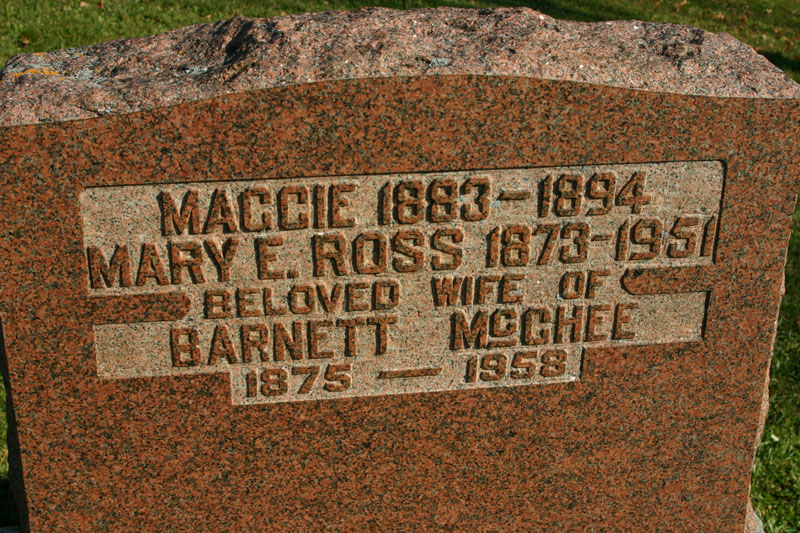 MAGGIE 1883-1894
MARY E. ROSS 1873-1951
BELOVED WIFE OF
BARNETT McGHEE
1875 — 1958